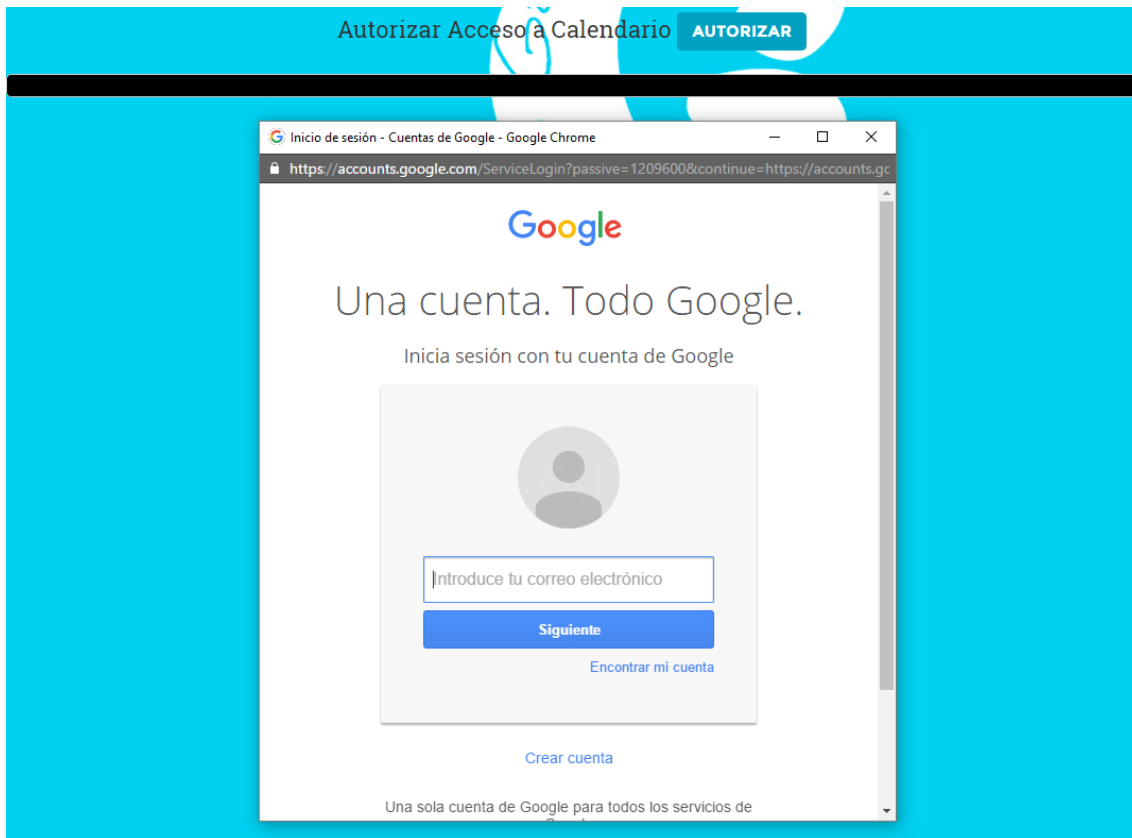 Autorizar Acceso a Calendario AUTORIZAR
Inicio de sesión - Cuentas de Google - Google Chrome
https://accounts.google.com/ServiceLogin?passive=1209600&continue=https://accounts.gc
Google
Una cuenta. Todo Google.
Inicia sesión con tu cuenta de Google
Introduce tu correo electrónico
Siguiente
Encontrar mi cuenta
Crear cuenta
Una sola cuenta de Google para todos los servicios de